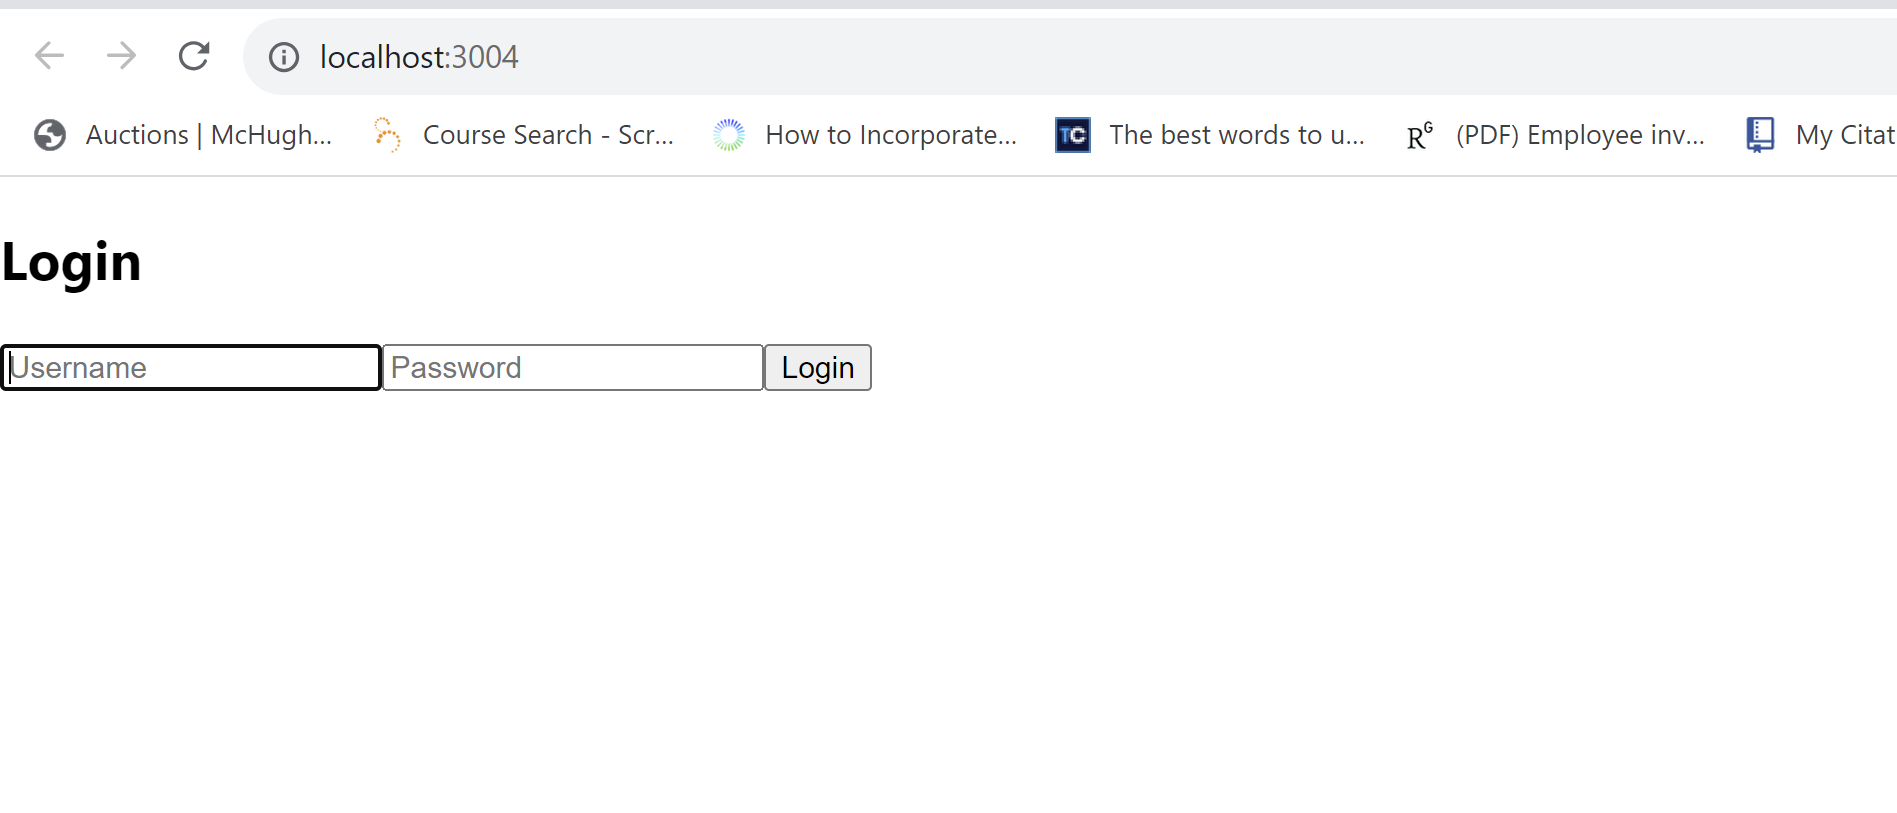 localhost:3004
Auctions | McHugh... Course Search - Scr... How to Incorporate... TC The best words to u... RG (PDF) Employee inv... My Citat
Login
Username Password Login